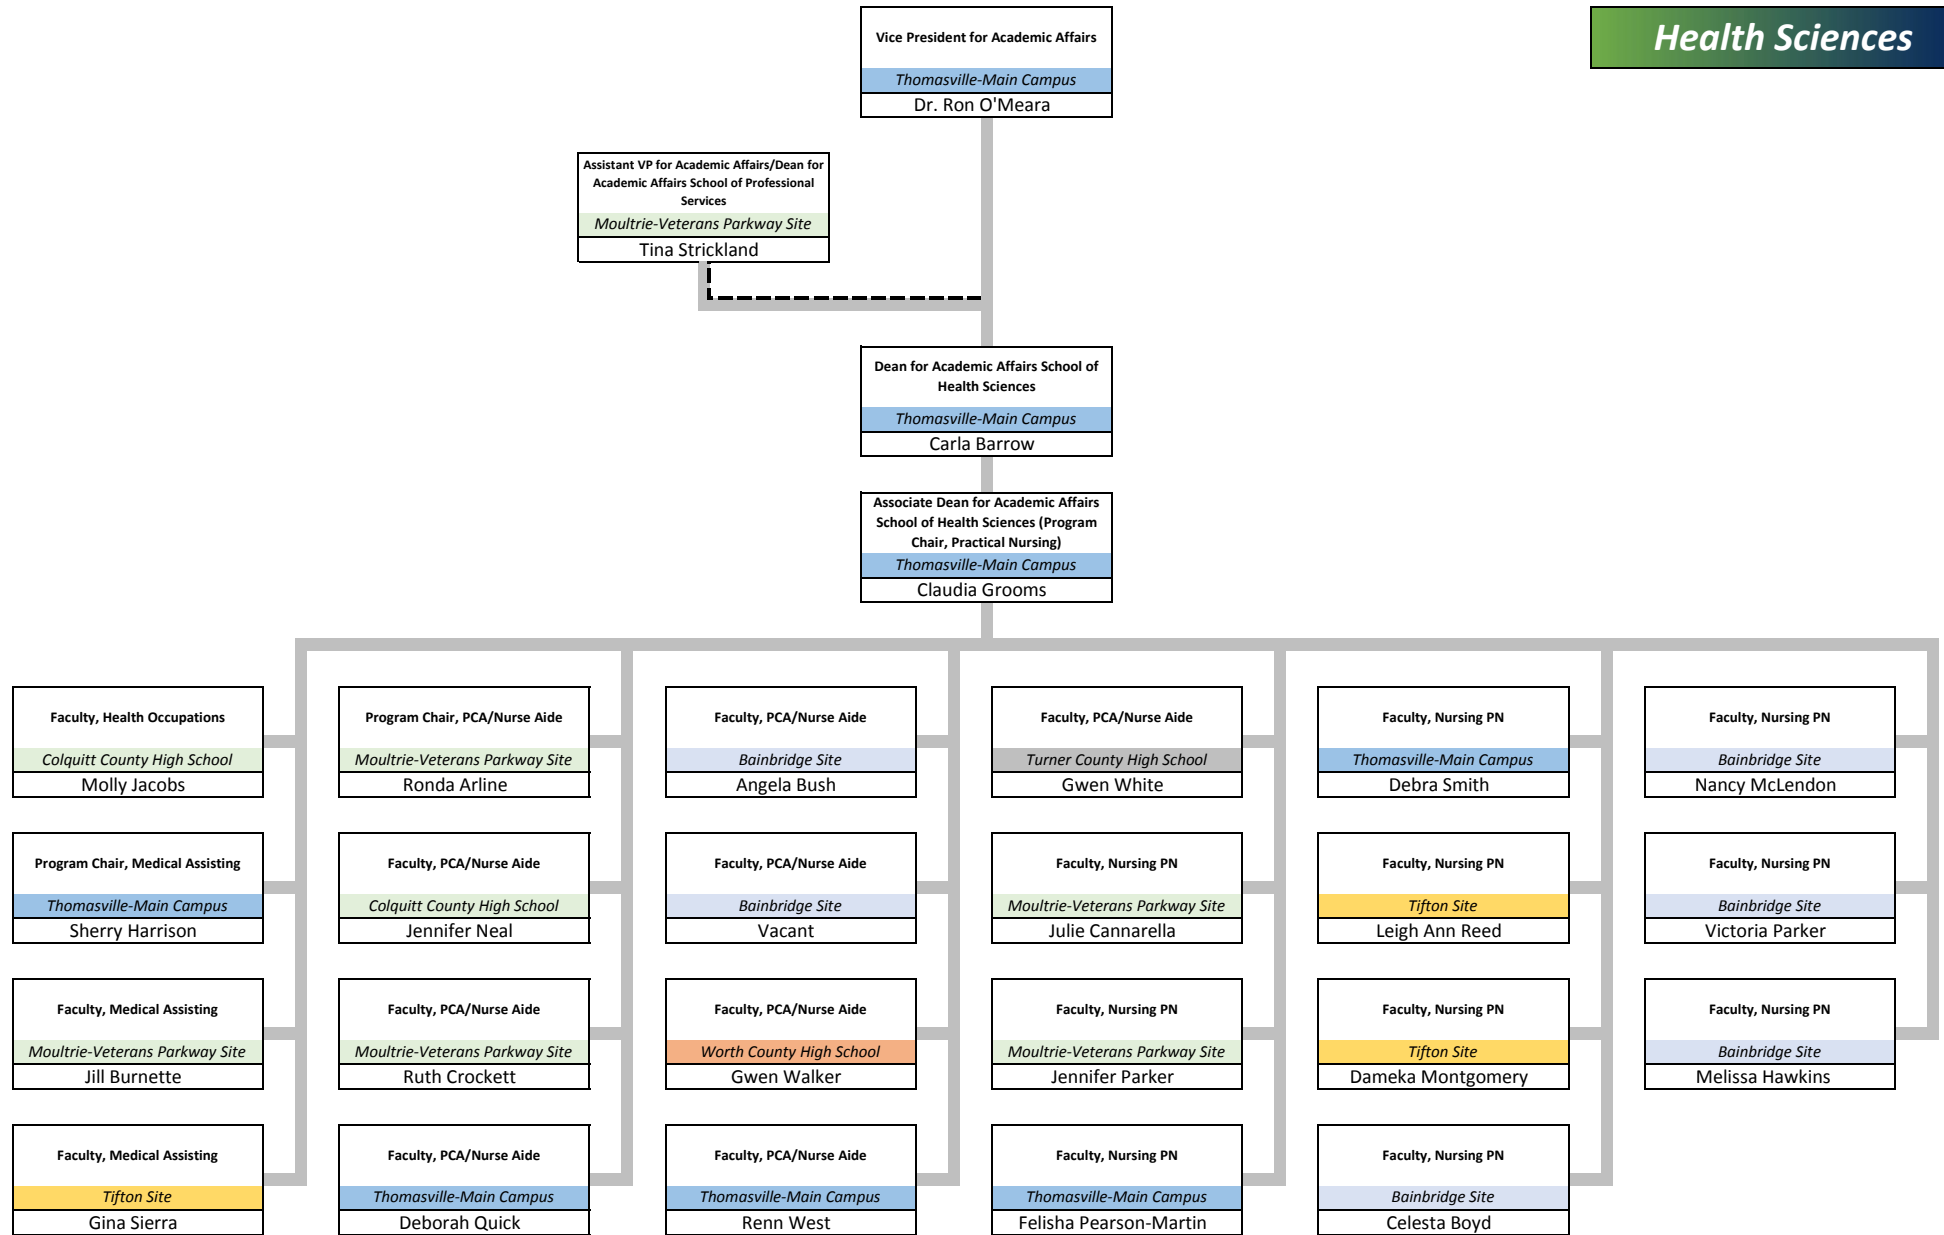 Health Sciences
Vice President for Academic Affairs
Thomasville-Main Campus
Dr. Ron O'Meara
Assistant VP for Academic Affairs/Dean for
Academic Affairs School of Professional
Services
Moultrie-Veterans Parkway Site
Tina Strickland
Dean for Academic Affairs School of
Health Sciences
Thomasville-Main Campus
Carla Barrow
Associate Dean for Academic Affairs
School of Health Sciences (Program
Chair, Practical Nursing)
Thomasville-Main Campus
Claudia Grooms
Faculty, Health Occupations
Colquitt County High School
Molly Jacobs
Program Chair, PCA/Nurse Aide
Moultrie-Veterans Parkway Site
Ronda Arline
Faculty, PCA/Nurse Aide
Bainbridge Site
Angela Bush
Faculty, PCA/Nurse Aide
Turner County High School
Gwen White
Faculty, Nursing PN
Thomasville-Main Campus
Debra Smith
Faculty, Nursing PN
Bainbridge Site
Nancy McLendon
Program Chair, Medical Assisting
Thomasville-Main Campus
Sherry Harrison
Faculty, PCA/Nurse Aide
Colquitt County High School
Jennifer Neal
Faculty, PCA/Nurse Aide
Bainbridge Site
Vacant
Faculty, Nursing PN
Moultrie-Veterans Parkway Site
Julie Cannarella
Faculty, Nursing PN
Tifton Site
Leigh Ann Reed
Faculty, Nursing PN
Bainbridge Site
Victoria Parker
Faculty, Medical Assisting
Moultrie-Veterans Parkway Site
Jill Burnette
Faculty, PCA/Nurse Aide
Moultrie-Veterans Parkway Site
Ruth Crockett
Faculty, PCA/Nurse Aide
Worth County High School
Gwen Walker
Faculty, Nursing PN
Moultrie-Veterans Parkway Site
Jennifer Parker
Faculty, Nursing PN
Tifton Site
Dameka Montgomery
Faculty, Nursing PN
Bainbridge Site
Melissa Hawkins
Faculty, Medical Assisting
Tifton Site
Gina Sierra
Faculty, PCA/Nurse Aide
Thomasville-Main Campus
Deborah Quick
Faculty, PCA/Nurse Aide
Thomasville-Main Campus
Renn West
Faculty, Nursing PN
Thomasville-Main Campus
Felisha Pearson-Martin
Faculty, Nursing PN
Bainbridge Site
Celesta Boyd